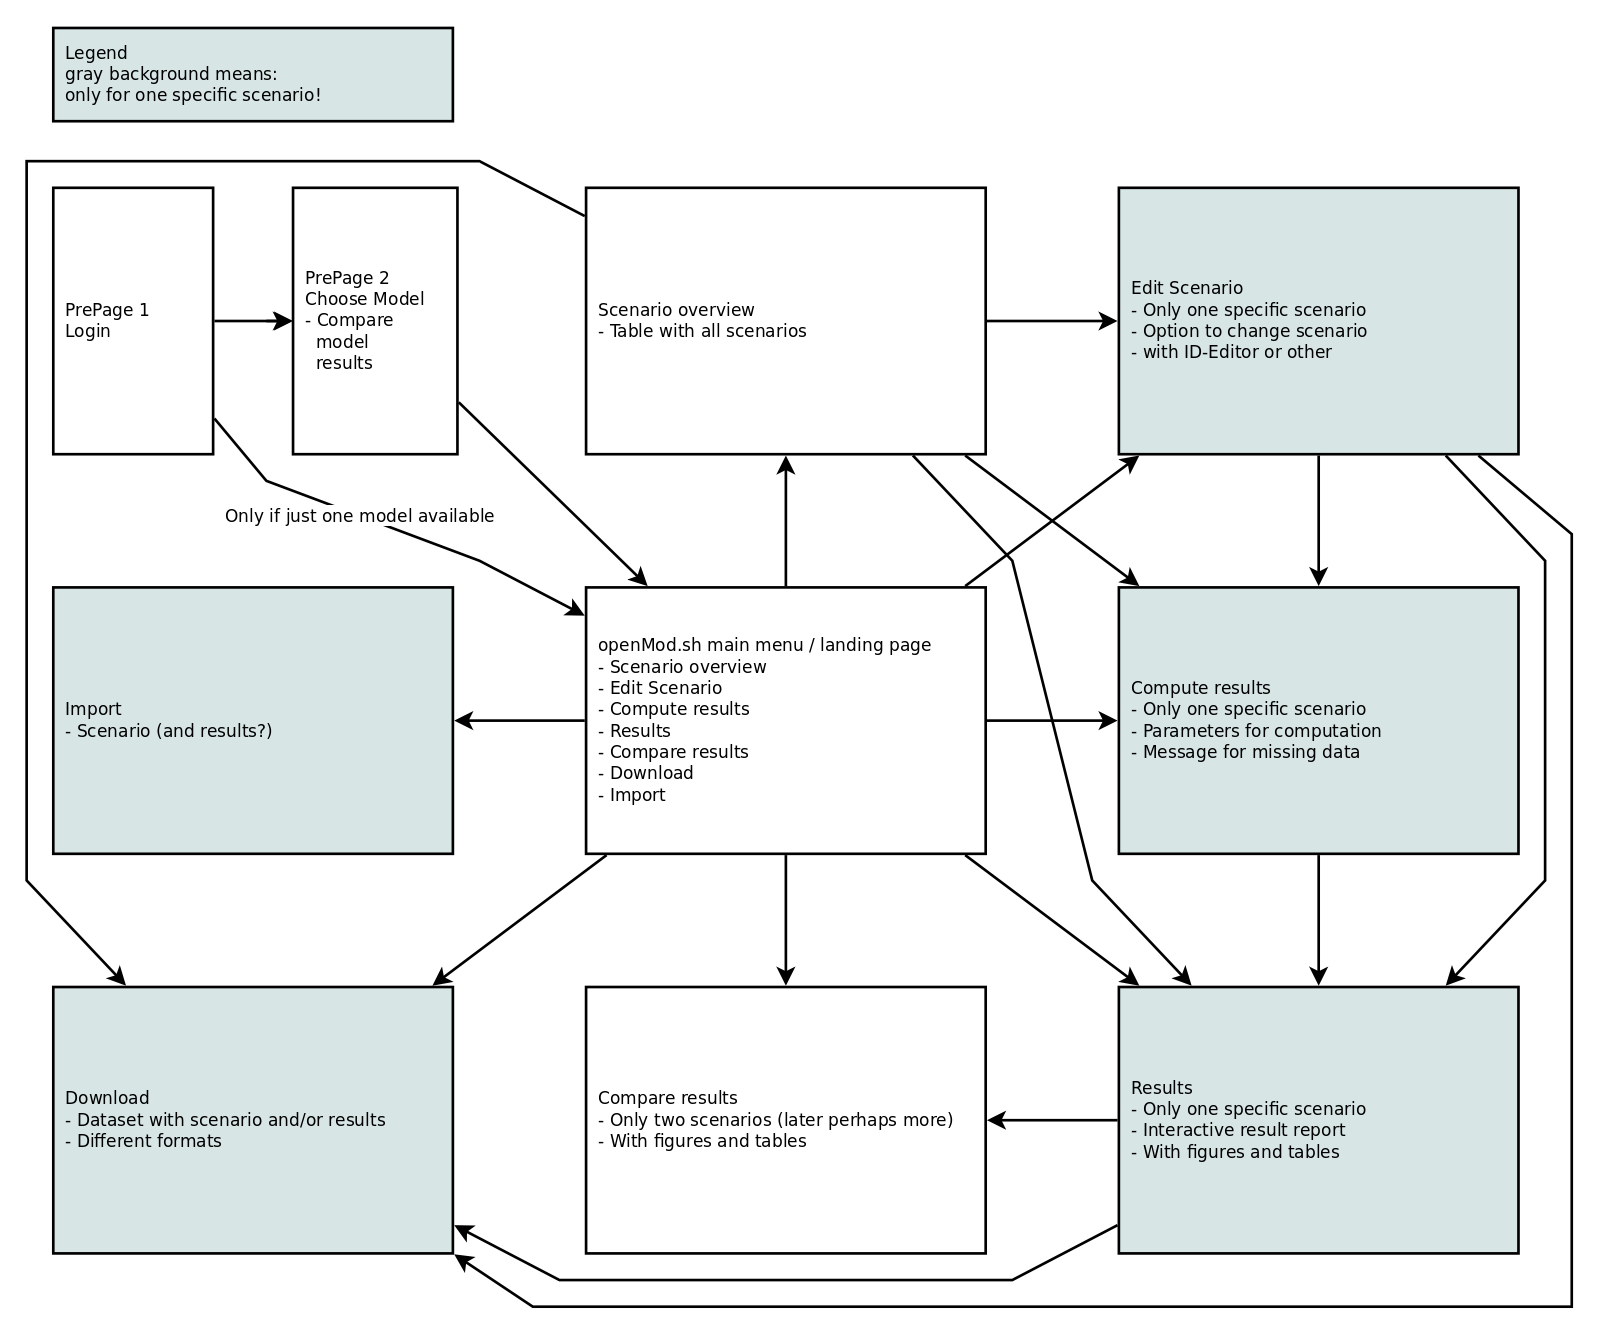 Legend
gray background means:
only for one specific scenario!
PrePage 1
Login
PrePage 2
Choose Model
- Compare
model
results
Scenario overview
- Table with all scenarios
Edit Scenario
- Only one specific scenario
- Option to change scenario
- with ID-Editor or other
Only if just one model available
Import
- Scenario (and results?)
openMod.sh main menu / landing page
- Scenario overview
- Edit Scenario
- Compute results
- Results
- Compare results
- Download
- Import
Compute results
- Only one specific scenario
- Parameters for computation
- Message for missing data
Download
- Dataset with scenario and/or results
- Different formats
Compare results
- Only two scenarios (later perhaps more)
- With figures and tables
Results
- Only one specific scenario
- Interactive result report
- With figures and tables